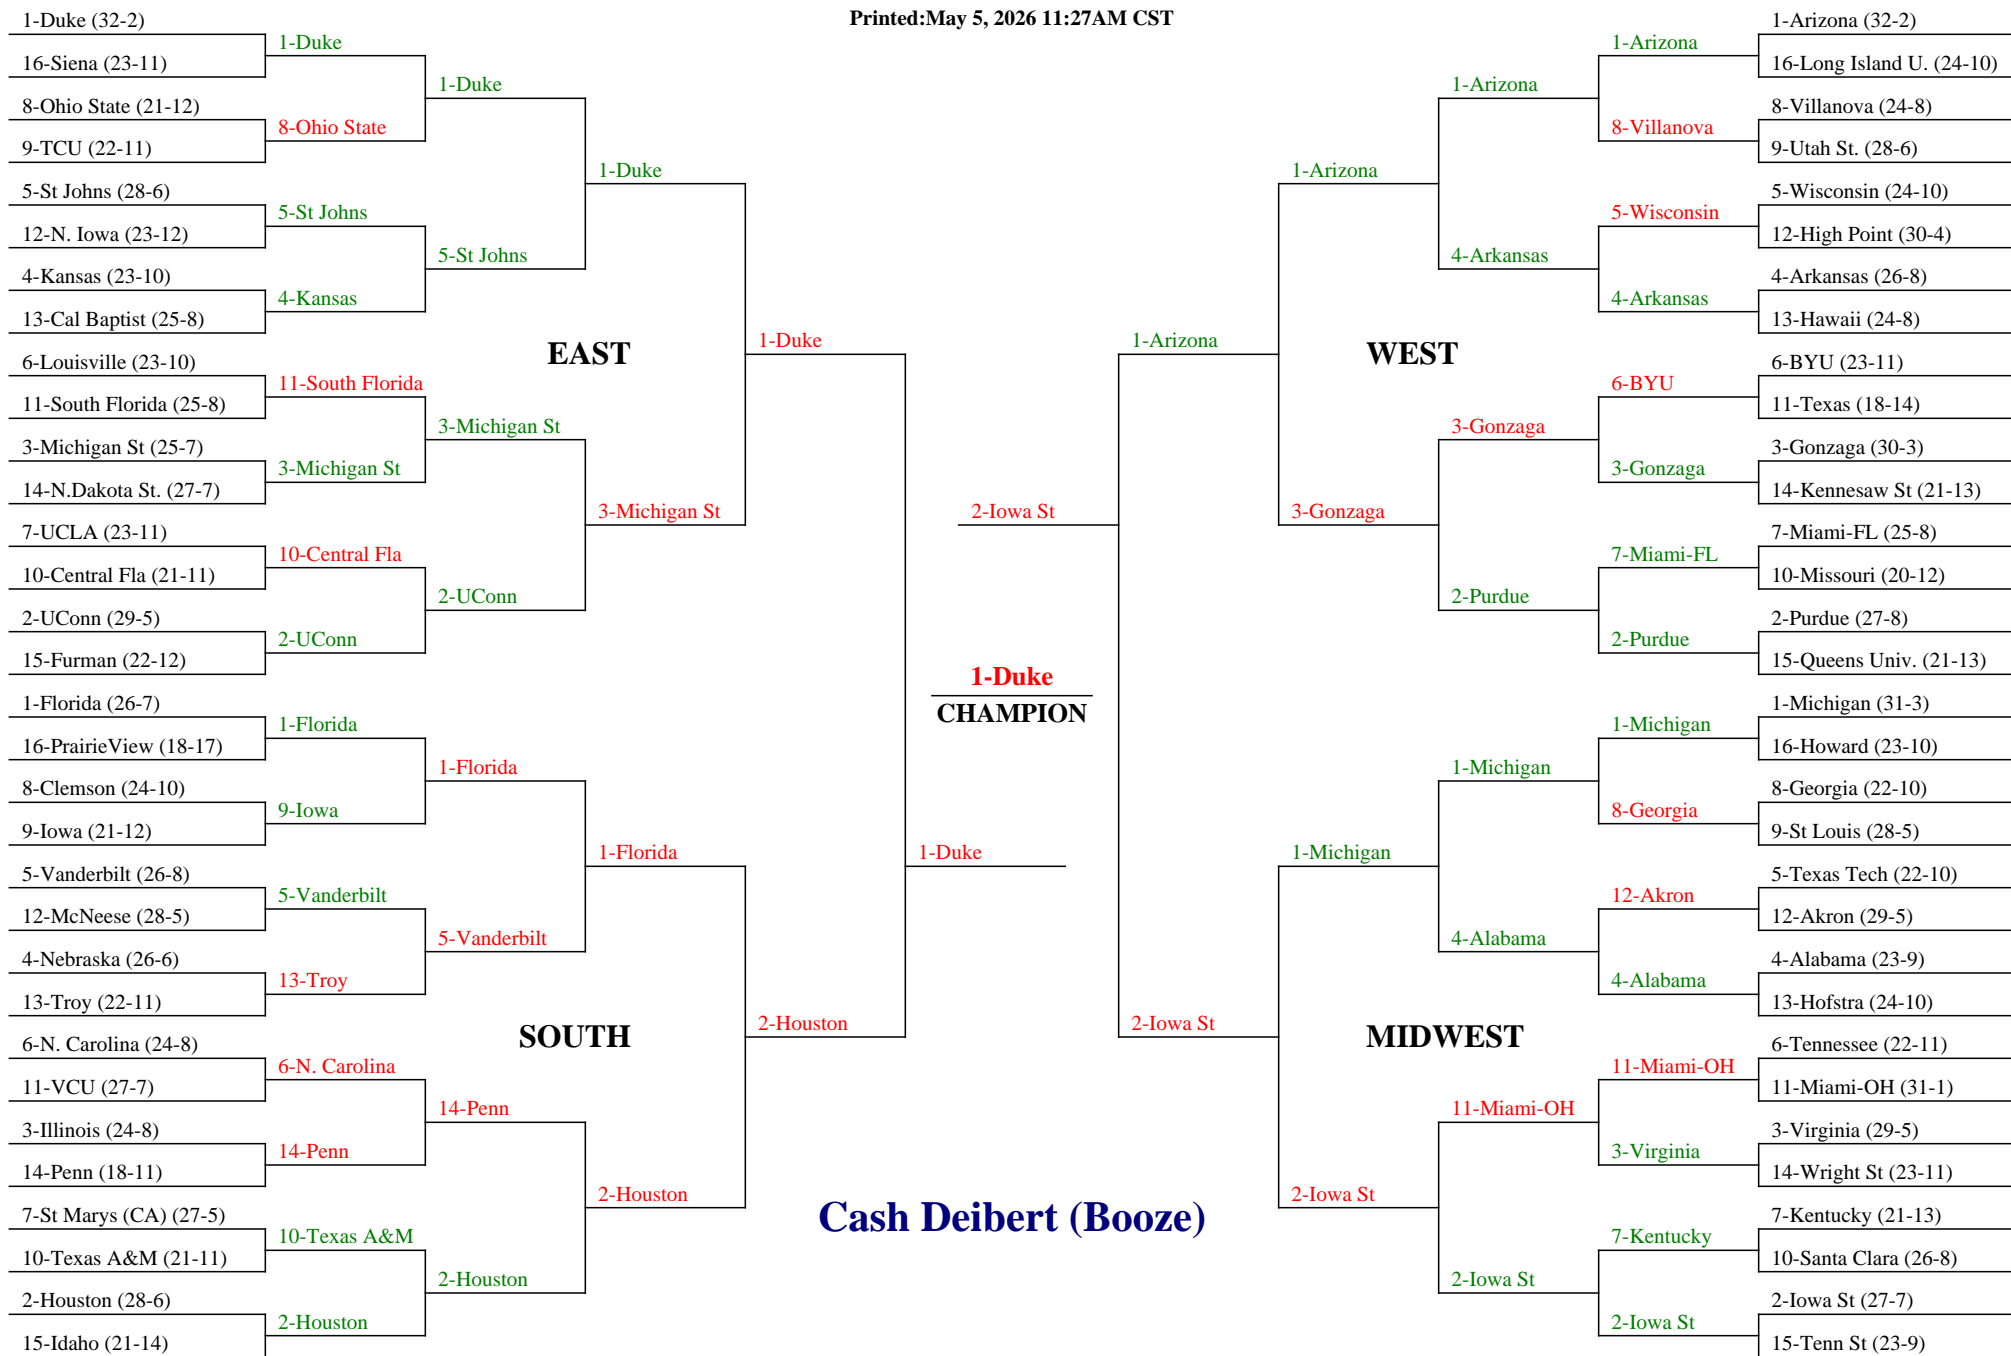 Printed:May 5, 2026 11:27AM CST
1-Duke (32-2)
16-Siena (23-11)
8-Ohio State (21-12)
9-TCU (22-11)
5-St Johns (28-6)
12-N. Iowa (23-12)
4-Kansas (23-10)
13-Cal Baptist (25-8)
6-Louisville (23-10)
11-South Florida (25-8)
3-Michigan St (25-7)
14-N.Dakota St. (27-7)
7-UCLA (23-11)
10-Central Fla (21-11)
2-UConn (29-5)
15-Furman (22-12)
1-Duke
8-Ohio State
5-St Johns
4-Kansas
11-South Florida
3-Michigan St
10-Central Fla
2-UConn
1-Duke
5-St Johns
3-Michigan St
2-UConn
1-Duke
3-Michigan St
EAST
1-Duke
1-Florida (26-7)
16-PrairieView (18-17)
8-Clemson (24-10)
9-Iowa (21-12)
5-Vanderbilt (26-8)
12-McNeese (28-5)
4-Nebraska (26-6)
13-Troy (22-11)
6-N. Carolina (24-8)
11-VCU (27-7)
3-Illinois (24-8)
14-Penn (18-11)
7-St Marys (CA) (27-5)
10-Texas A&M (21-11)
2-Houston (28-6)
15-Idaho (21-14)
1-Florida
9-Iowa
5-Vanderbilt
13-Troy
6-N. Carolina
14-Penn
10-Texas A&M
2-Houston
1-Florida
5-Vanderbilt
14-Penn
2-Houston
1-Florida
2-Houston
SOUTH
2-Houston
1-Duke
2-Iowa St
1-Duke
CHAMPION
1-Arizona
WEST
1-Arizona
3-Gonzaga
1-Arizona
4-Arkansas
3-Gonzaga
2-Purdue
1-Arizona
8-Villanova
5-Wisconsin
4-Arkansas
6-BYU
3-Gonzaga
7-Miami-FL
2-Purdue
1-Arizona (32-2)
16-Long Island U. (24-10)
8-Villanova (24-8)
9-Utah St. (28-6)
5-Wisconsin (24-10)
12-High Point (30-4)
4-Arkansas (26-8)
13-Hawaii (24-8)
6-BYU (23-11)
11-Texas (18-14)
3-Gonzaga (30-3)
14-Kennesaw St (21-13)
7-Miami-FL (25-8)
10-Missouri (20-12)
2-Purdue (27-8)
15-Queens Univ. (21-13)
2-Iowa St
MIDWEST
1-Michigan
2-Iowa St
1-Michigan
4-Alabama
11-Miami-OH
2-Iowa St
1-Michigan
8-Georgia
12-Akron
4-Alabama
11-Miami-OH
3-Virginia
7-Kentucky
2-Iowa St
1-Michigan (31-3)
16-Howard (23-10)
8-Georgia (22-10)
9-St Louis (28-5)
5-Texas Tech (22-10)
12-Akron (29-5)
4-Alabama (23-9)
13-Hofstra (24-10)
6-Tennessee (22-11)
11-Miami-OH (31-1)
3-Virginia (29-5)
14-Wright St (23-11)
7-Kentucky (21-13)
10-Santa Clara (26-8)
2-Iowa St (27-7)
15-Tenn St (23-9)
Cash Deibert (Booze)